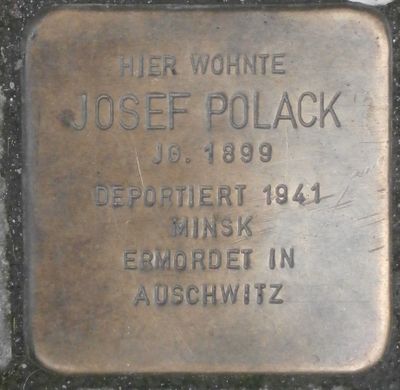 HIER WOHNTE
JOSEF POLACK
JG. 1899
DEPORTIERT 1941
MINSK
ERMORDET IN
AUSCHWITZ